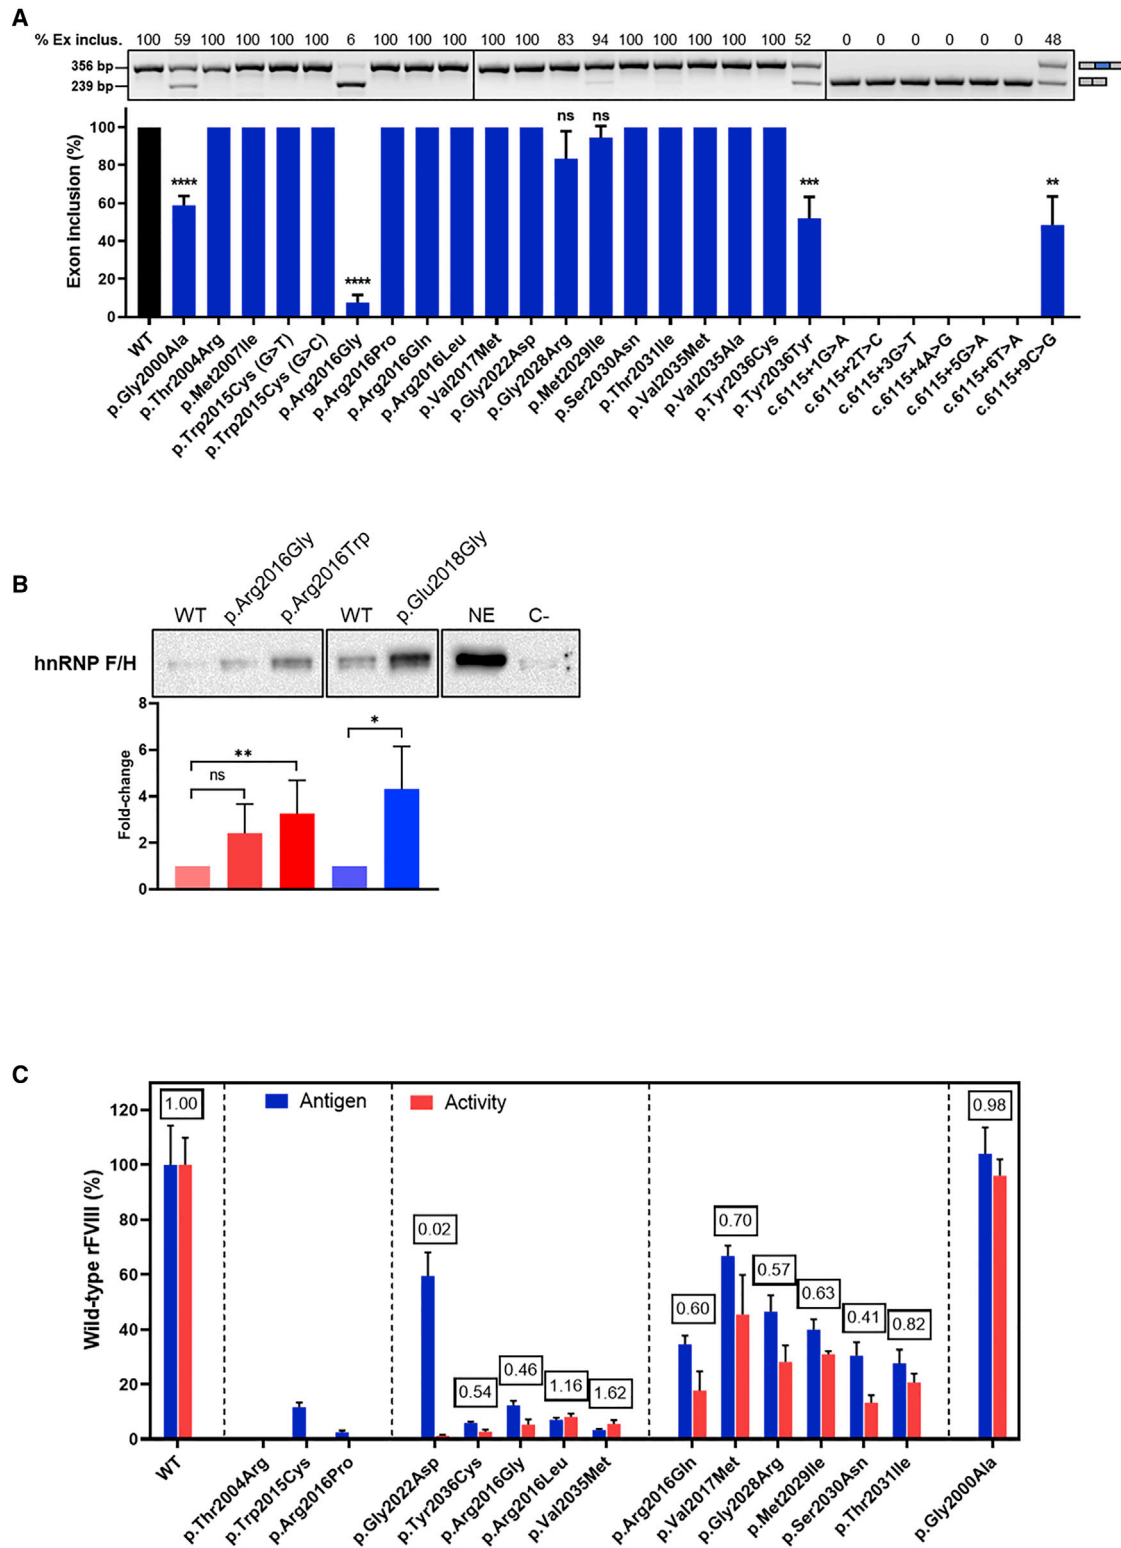 A
% Ex inclus. 100 59 100 100 100 100 6 100 100 100 100 100 83 94 100 100 100 100 100 52 0 0 0 0 0 0 48
356 bp
239 bp
Exon inclusion (%)
100
80
60
40
20
0
**** **** ns ns *** **
WT
p.Gly2000Ala
p.Thr2004Arg
p.Met2007Ile
p.Trp2015Cys (G>T)
p.Trp2015Cys (G>C)
p.Arg2016Gly
p.Arg2016Pro
p.Arg2016Gln
p.Arg2016Leu
p.Val2017Met
p.Gly2022Asp
p.Gly2028Arg
p.Met2029Ile
p.Ser2030Asn
p.Thr2031Ile
p.Val2035Met
p.Val2035Ala
p.Tyr2036Cys
p.Tyr2036Tyr
c.6115+1G>A
c.6115+2T>C
c.6115+3G>T
c.6115+4A>G
c.6115+5G>A
c.6115+6T>A
c.6115+9C>G
B
WT
p.Arg2016Gly
p.Arg2016Trp
WT
p.Glu2018Gly
NE
C-
hnRNP F/H
Fold-change
8
6
4
2
0
ns
**
*
C
Wild-type rFVIII (%)
120
100
80
60
40
20
0
Antigen
Activity
1.00
0.02
0.54
0.46
1.16
1.62
0.60
0.70
0.57
0.63
0.41
0.82
0.98
WT
p.Thr2004Arg
p.Trp2015Cys
p.Arg2016Pro
p.Gly2022Asp
p.Tyr2036Cys
p.Arg2016Gly
p.Arg2016Leu
p.Val2035Met
p.Arg2016Gln
p.Val2017Met
p.Gly2028Arg
p.Met2029Ile
p.Ser2030Asn
p.Thr2031Ile
p.Gly2000Ala